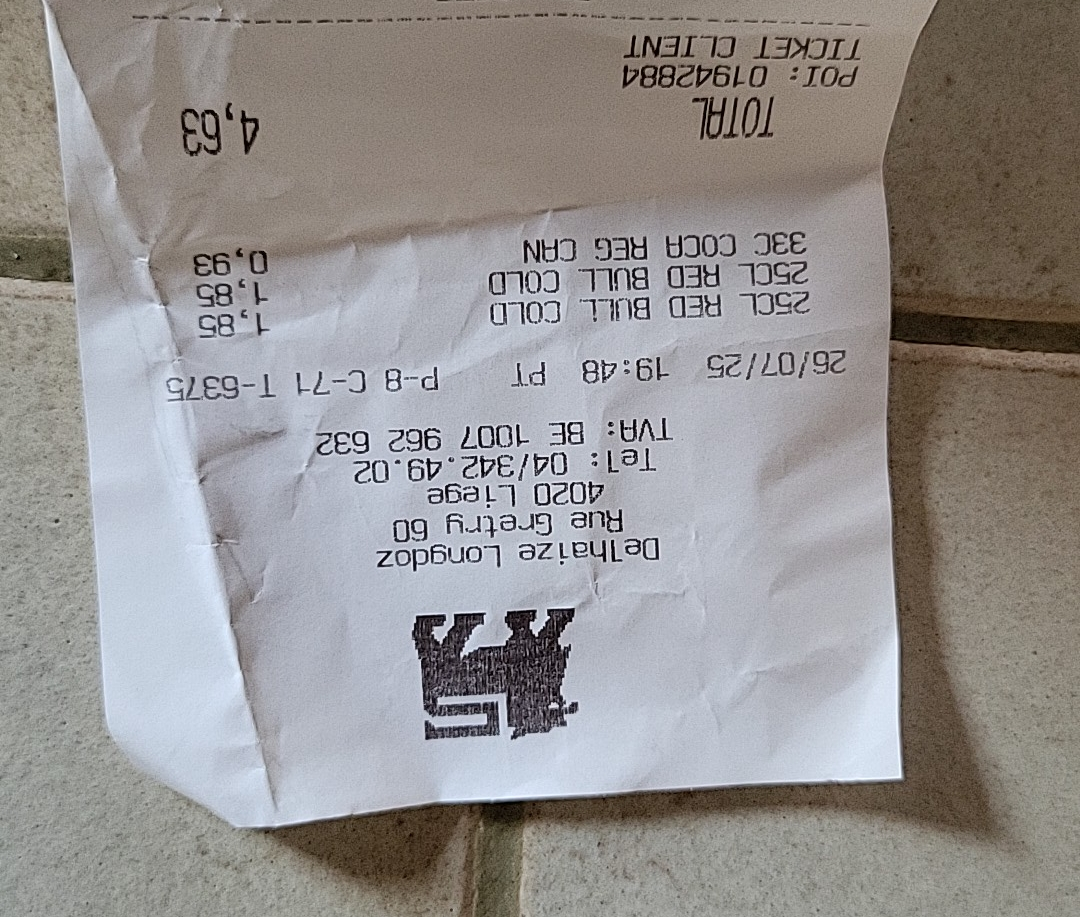 Delhaize Longdoz
Rue Gretry 60
4020 Liege
Tel: 04/342.49.02
TVA: BE 1007 962 632
26/07/25 19:48 PT P-8 C-71 T-6375
25CL RED BULL COLD 1,85
25CL RED BULL COLD 1,85
33C COCA REG CAN 0,93
TOTAL 4,63
POI: 01942884
TICKET CLIENT